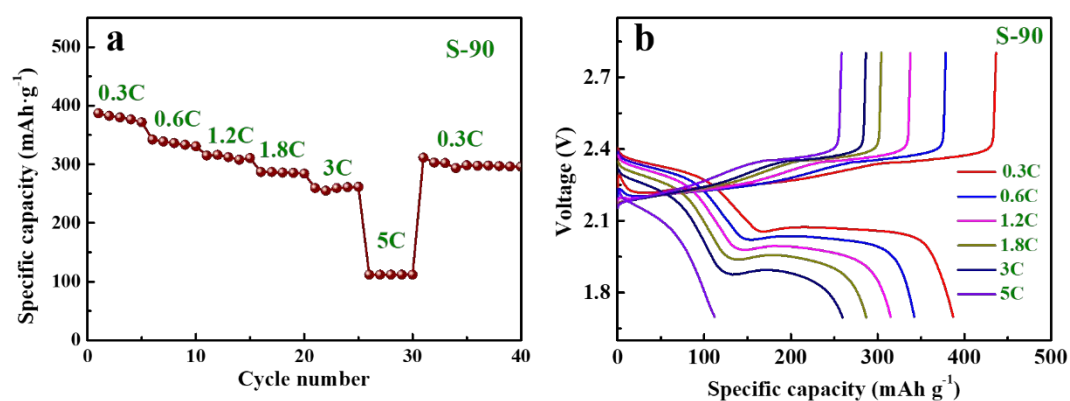 a
S-90
0.3C
0.6C
1.2C
1.8C
3C
5C
0.3C
500
400
300
200
100
0
0
10
20
30
40
Specific capacity (mAh·g⁻¹)
Cycle number
b
S-90
2.7
2.4
2.1
1.8
0
100
200
300
400
500
Voltage (V)
Specific capacity (mAh g⁻¹)
0.3C
0.6C
1.2C
1.8C
3C
5C